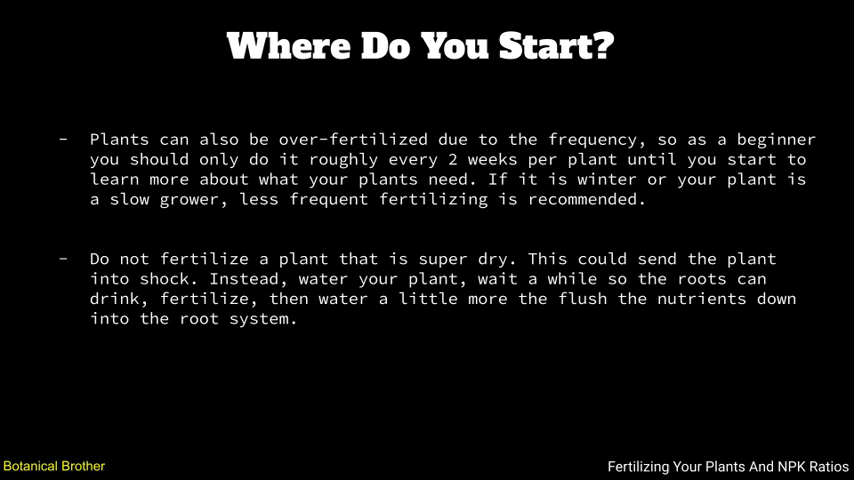 Where Do You Start?
- Plants can also be over-fertilized due to the frequency, so as a beginner
you should only do it roughly every 2 weeks per plant until you start to
learn more about what your plants need. If it is winter or your plant is
a slow grower, less frequent fertilizing is recommended.
- Do not fertilize a plant that is super dry. This could send the plant
into shock. Instead, water your plant, wait a while so the roots can
drink, fertilize, then water a little more the flush the nutrients down
into the root system.
Botanical Brother
Fertilizing Your Plants And NPK Ratios